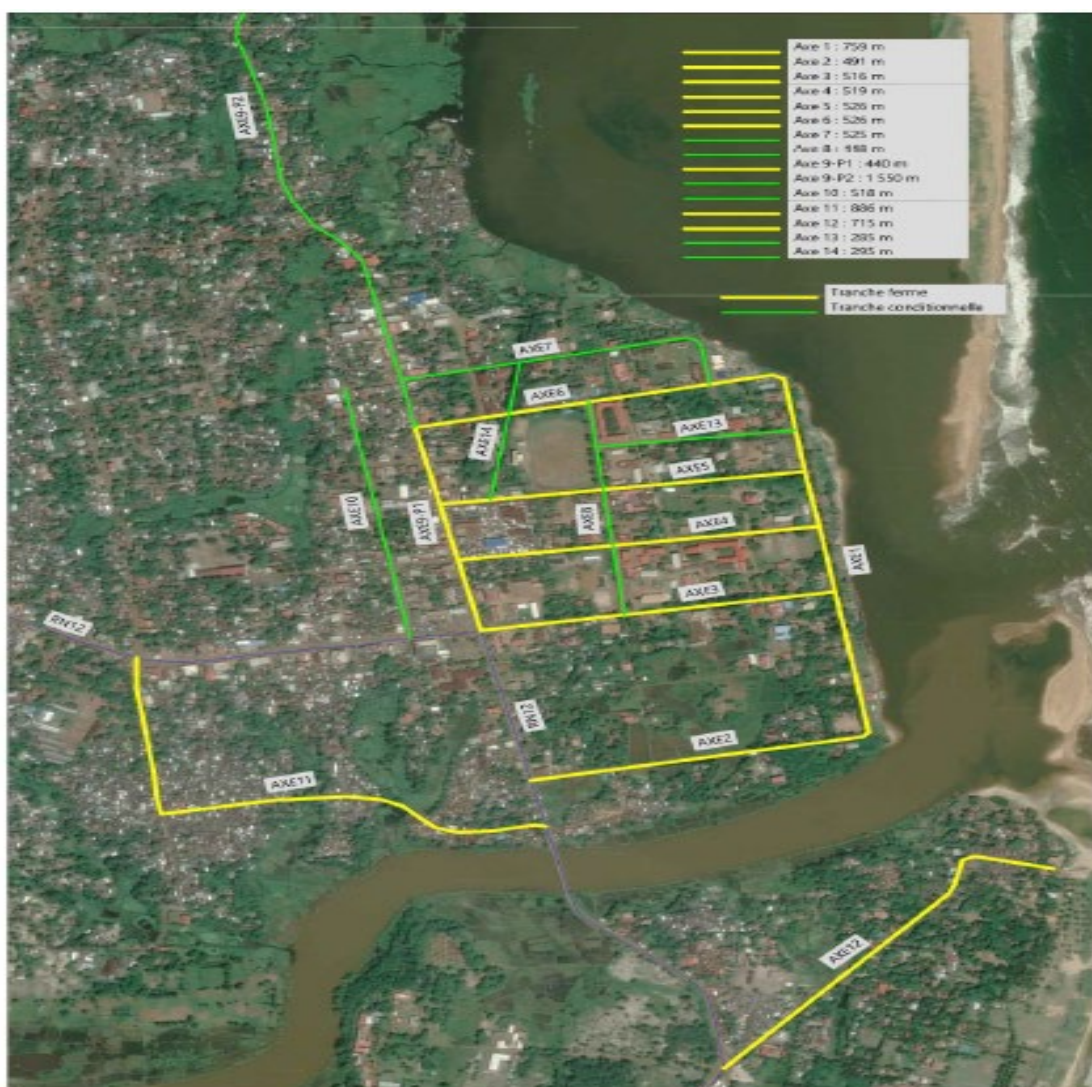 Axe 1 : 759 m
Axe 2 : 491 m
Axe 3 : 516 m
Axe 4 : 519 m
Axe 5 : 526 m
Axe 6 : 526 m
Axe 7 : 525 m
Axe 8 :
Axe 9-P1 : 440 m
Axe 9-P2 : 1 550 m
Axe 10 : 518 m
Axe 11 : 886 m
Axe 12 : 715 m
Axe 13 : 285 m
Axe 14 : 295 m
Tranche ferme
Tranche conditionnelle
AXE9-P2
AXE7
AXE6
AXE14
AXE13
AXE5
AXE10
AXE9-P1
AXE8
AXE4
AXE1
AXE3
RN12
RN12
AXE2
AXE11
AXE12